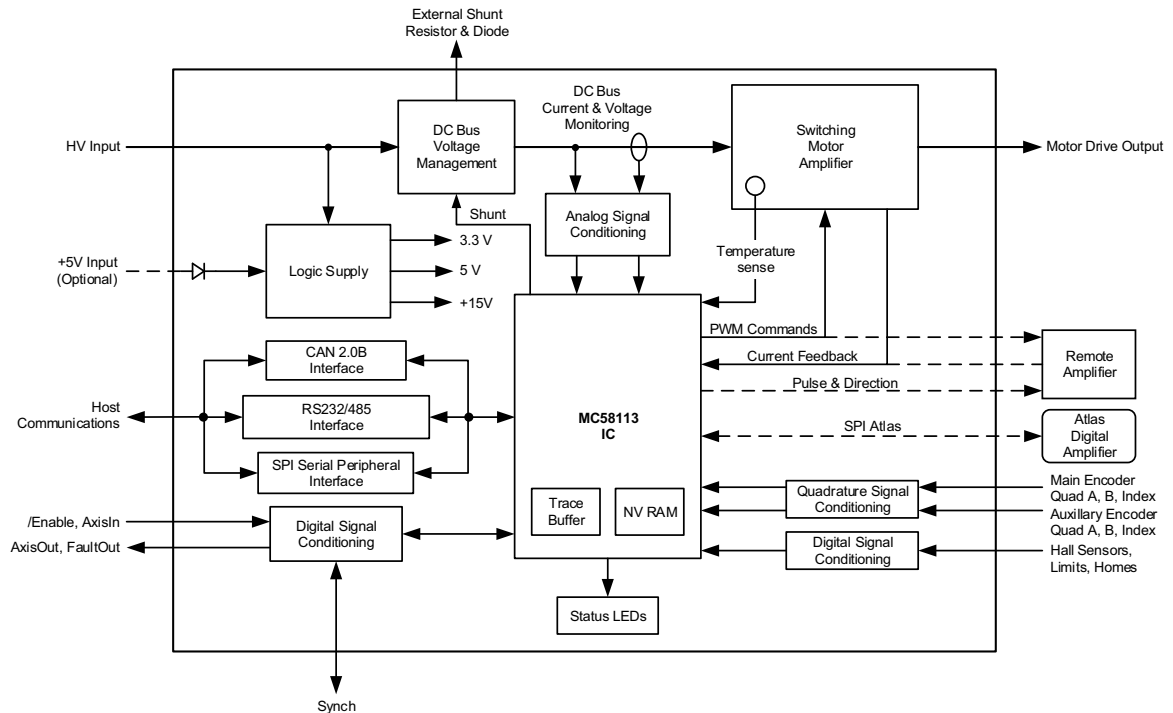 External Shunt
Resistor & Diode
HV Input
DC Bus
Voltage
Management
DC Bus
Current & Voltage
Monitoring
Switching
Motor
Amplifier
Motor Drive Output
Shunt
Analog Signal
Conditioning
Temperature
sense
+5V Input
(Optional)
Logic Supply
3.3 V
5 V
+15V
PWM Commands
Current Feedback
Pulse & Direction
Remote
Amplifier
CAN 2.0B
Interface
Host
Communications
RS232/485
Interface
SPI Serial Peripheral
Interface
MC58113
IC
SPI Atlas
Atlas
Digital
Amplifier
Trace
Buffer
NV RAM
Quadrature Signal
Conditioning
Main Encoder
Quad A, B, Index
Auxillary Encoder
Quad A, B, Index
/Enable, AxisIn
AxisOut, FaultOut
Digital Signal
Conditioning
Digital Signal
Conditioning
Hall Sensors,
Limits, Homes
Status LEDs
Synch